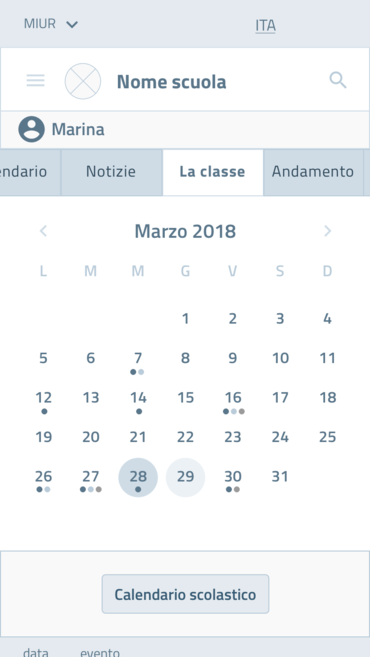 MIUR ITA
Nome scuola
Marina
endario Notizie La classe Andamento
Marzo 2018
L M M G V S D
1 2 3 4
5 6 7 8 9 10 11
12 13 14 15 16 17 18
19 20 21 22 23 24 25
26 27 28 29 30 31
Calendario scolastico
data evento